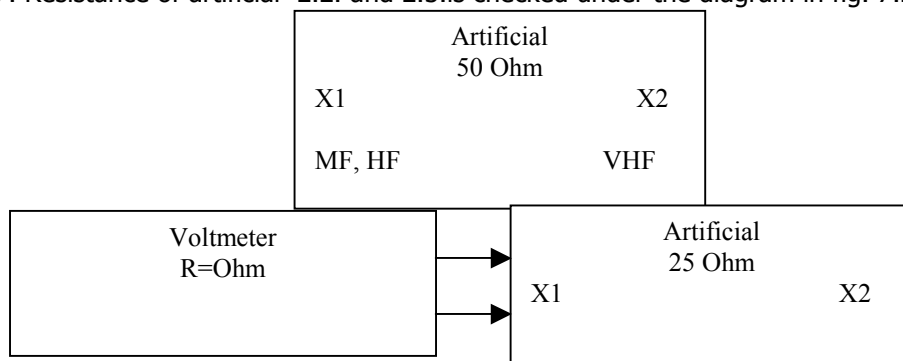 Resistance of artificial 2.2. and 2.3.is checked under the diagram in fig. 7.
Artificial
50 Ohm
X1 X2
MF, HF VHF
Voltmeter
R=Ohm
Artificial
25 Ohm
X1 X2